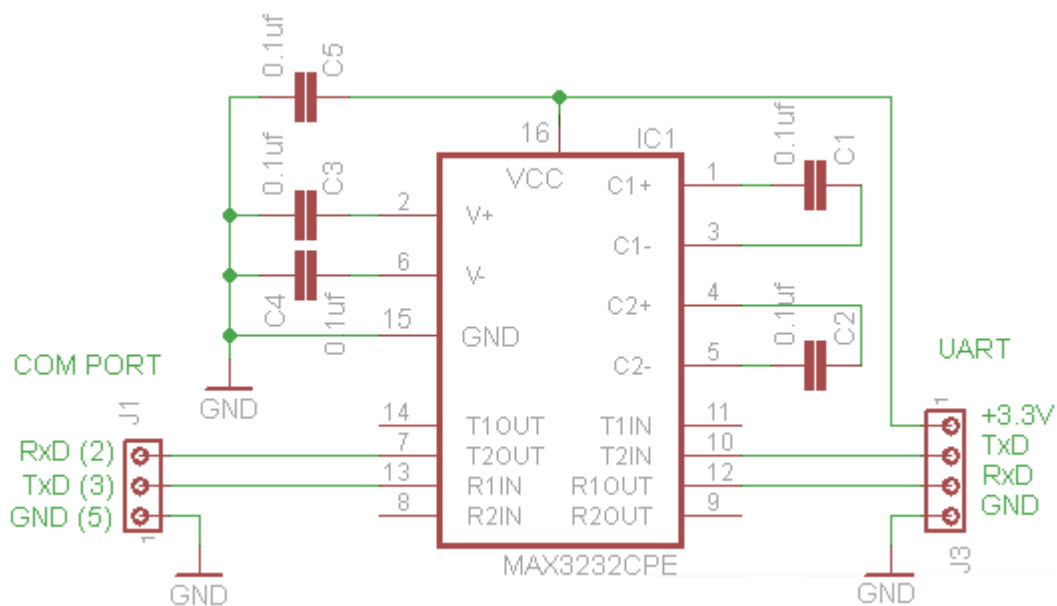 0.1uf
C5
16
IC1
0.1uf
C3
VCC
C1+
1
0.1uf
C1
2
V+
C1-
3
6
V-
C4
0.1uf
C2+
4
0.1uf
C2
15
GND
C2-
5
COM PORT
UART
GND
J1
14
T1OUT
T1IN
11
1
+3.3V
RxD (2)
7
T2OUT
T2IN
10
TxD
TxD (3)
13
R1IN
R1OUT
12
RxD
GND (5)
8
R2IN
R2OUT
9
GND
1
MAX3232CPE
J3
GND
GND